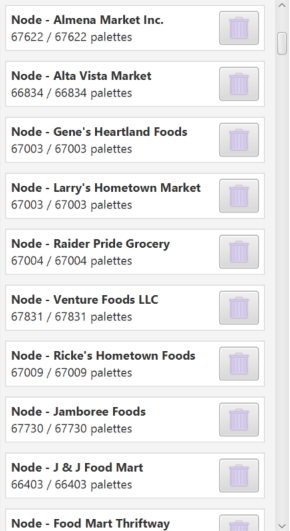 Node - Almena Market Inc.
67622 / 67622 palettes
Node - Alta Vista Market
66834 / 66834 palettes
Node - Gene's Heartland Foods
67003 / 67003 palettes
Node - Larry's Hometown Market
67003 / 67003 palettes
Node - Raider Pride Grocery
67004 / 67004 palettes
Node - Venture Foods LLC
67831 / 67831 palettes
Node - Ricke's Hometown Foods
67009 / 67009 palettes
Node - Jamboree Foods
67730 / 67730 palettes
Node - J & J Food Mart
66403 / 66403 palettes
Node - Food Mart Thriftway